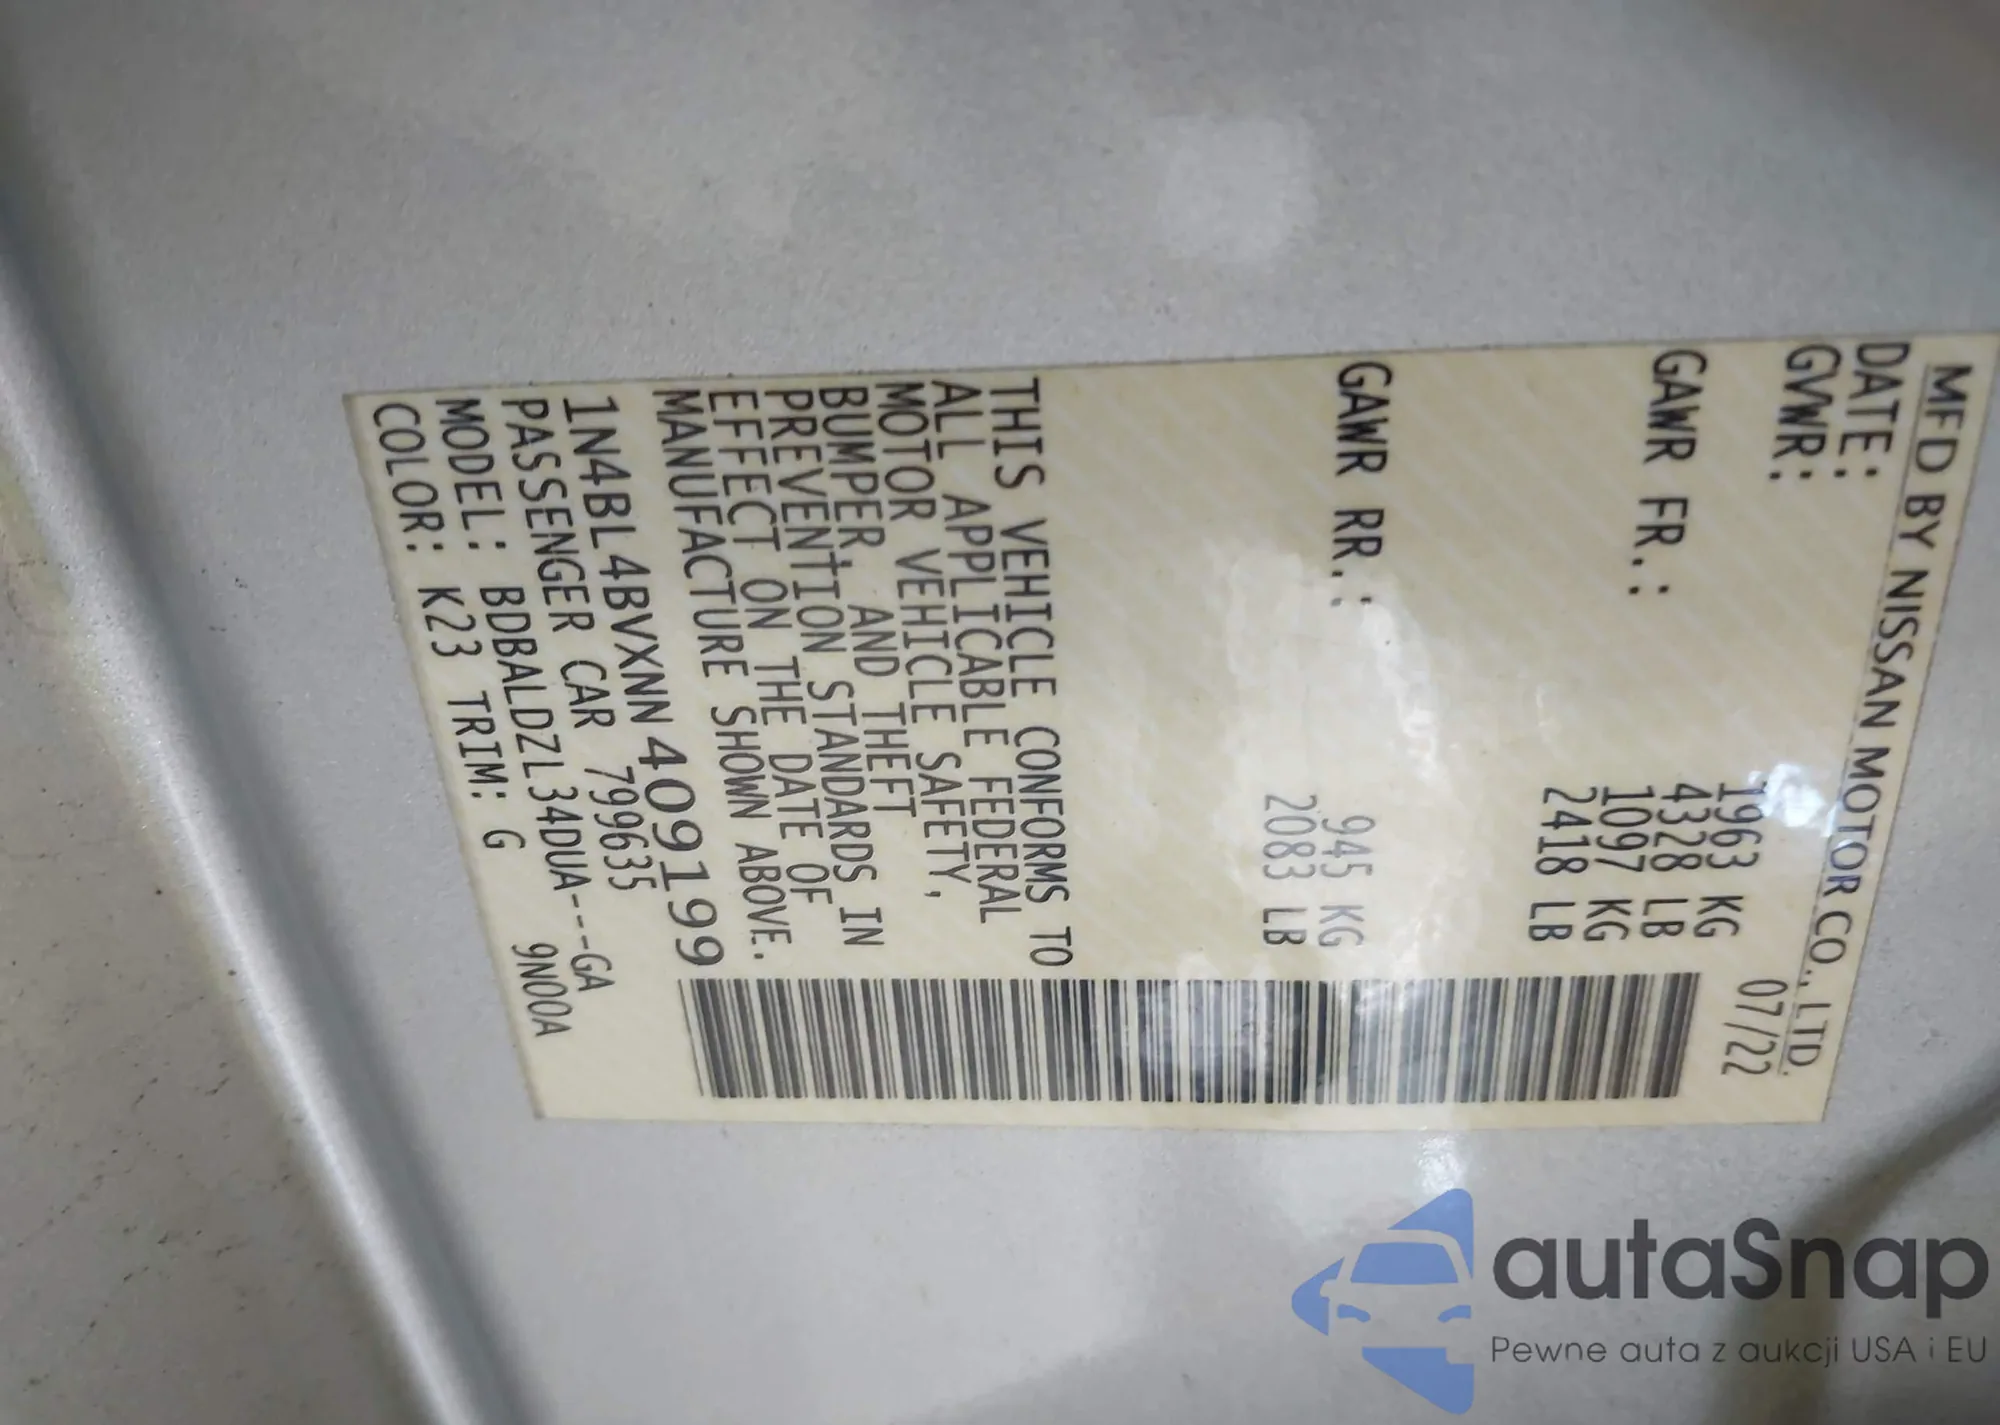 MFD BY NISSAN MOTOR CO., LTD.
DATE: 07/22
GVWR: 1963 KG
4328 LB
GAWR FR.: 1097 KG
2418 LB
GAWR RR.: 945 KG
2083 LB
THIS VEHICLE CONFORMS TO
ALL APPLICABLE FEDERAL
MOTOR VEHICLE SAFETY,
BUMPER, AND THEFT
PREVENTION STANDARDS IN
EFFECT ON THE DATE OF
MANUFACTURE SHOWN ABOVE.
1N4BL4BVXNN409199
PASSENGER CAR 799635
MODEL: BDBALDZL34DUA---GA
COLOR: K23 TRIM: G 9N00A
autaSnap
Pewne auta z aukcji USA i EU